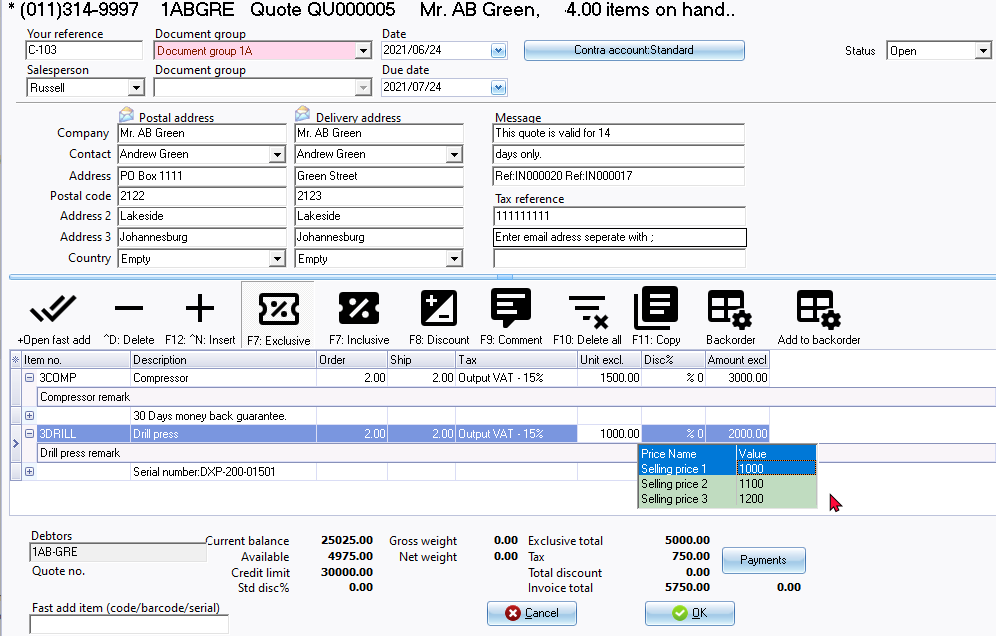 * (011)314-9997 1ABGRE Quote QU000005 Mr. AB Green, 4.00 items on hand..
Your reference Document group Date
C-103 Document group 1A 2021/06/24 Contra account:Standard Status Open
Salesperson Document group Due date
Russell 2021/07/24
Postal address Delivery address Message
Company Mr. AB Green Mr. AB Green This quote is valid for 14
Contact Andrew Green Andrew Green days only.
Address PO Box 1111 Green Street Ref:IN000020 Ref:IN000017
Postal code 2122 2123 Tax reference
Address 2 Lakeside Lakeside 111111111
Address 3 Johannesburg Johannesburg Enter email adress seperate with ;
Country Empty Empty
+Open fast add ^D: Delete F12: ^N: Insert F7: Exclusive F7: Inclusive F8: Discount F9: Comment F10: Delete all F11: Copy Backorder Add to backorder
Item no. Description Order Ship Tax Unit excl. Disc% Amount excl
3COMP Compressor 2.00 2.00 Output VAT - 15% 1500.00 % 0 3000.00
Compressor remark
30 Days money back guarantee.
3DRILL Drill press 2.00 2.00 Output VAT - 15% 1000.00 % 0 2000.00
Drill press remark Price Name Value
Serial number:DXP-200-01501 Selling price 1 1000
Selling price 2 1100
Selling price 3 1200
Debtors Current balance 25025.00 Gross weight 0.00 Exclusive total 5000.00
1AB-GRE Available 4975.00 Net weight 0.00 Tax 750.00 Payments
Quote no. Credit limit 30000.00 Total discount 0.00
Std disc% 0.00 Invoice total 5750.00 0.00
Fast add item (code/barcode/serial) Cancel OK